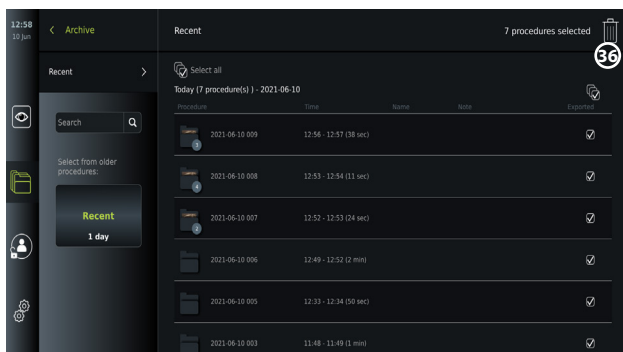 12:58
10 Jun
Archive
Recent
7 procedures selected
36
Recent
Select all
Today (7 procedure(s) ) - 2021-06-10
Procedure Time Name Note Exported
Search
Select from older
procedures:
Recent
1 day
3
2021-06-10 009 12:56 - 12:57 (38 sec)
4
2021-06-10 008 12:53 - 12:54 (11 sec)
2
2021-06-10 007 12:52 - 12:53 (24 sec)
2021-06-10 006 12:49 - 12:52 (2 min)
2021-06-10 005 12:33 - 12:34 (50 sec)
2021-06-10 003 11:48 - 11:49 (1 min)